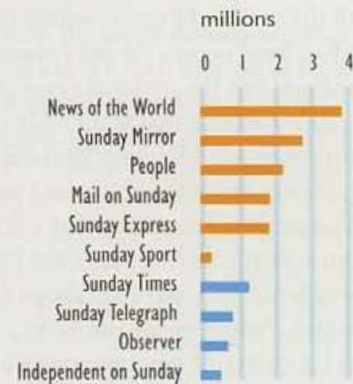 millions
0 1 2 3 4
News of the World
Sunday Mirror
People
Mail on Sunday
Sunday Express
Sunday Sport
Sunday Times
Sunday Telegraph
Observer
Independent on Sunday